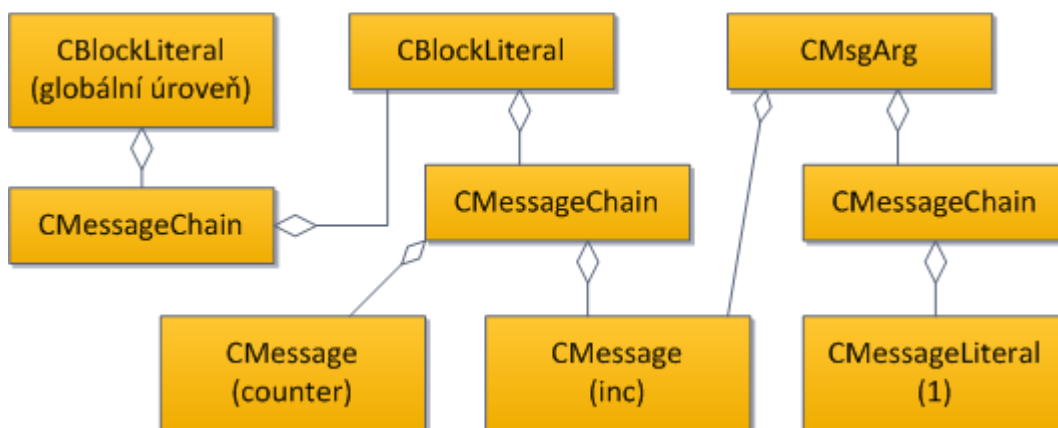 CBlockLiteral
(globální úroveň)
CBlockLiteral
CMsgArg
CMessageChain
CMessageChain
CMessageChain
CMessage
(counter)
CMessage
(inc)
CMessageLiteral
(1)